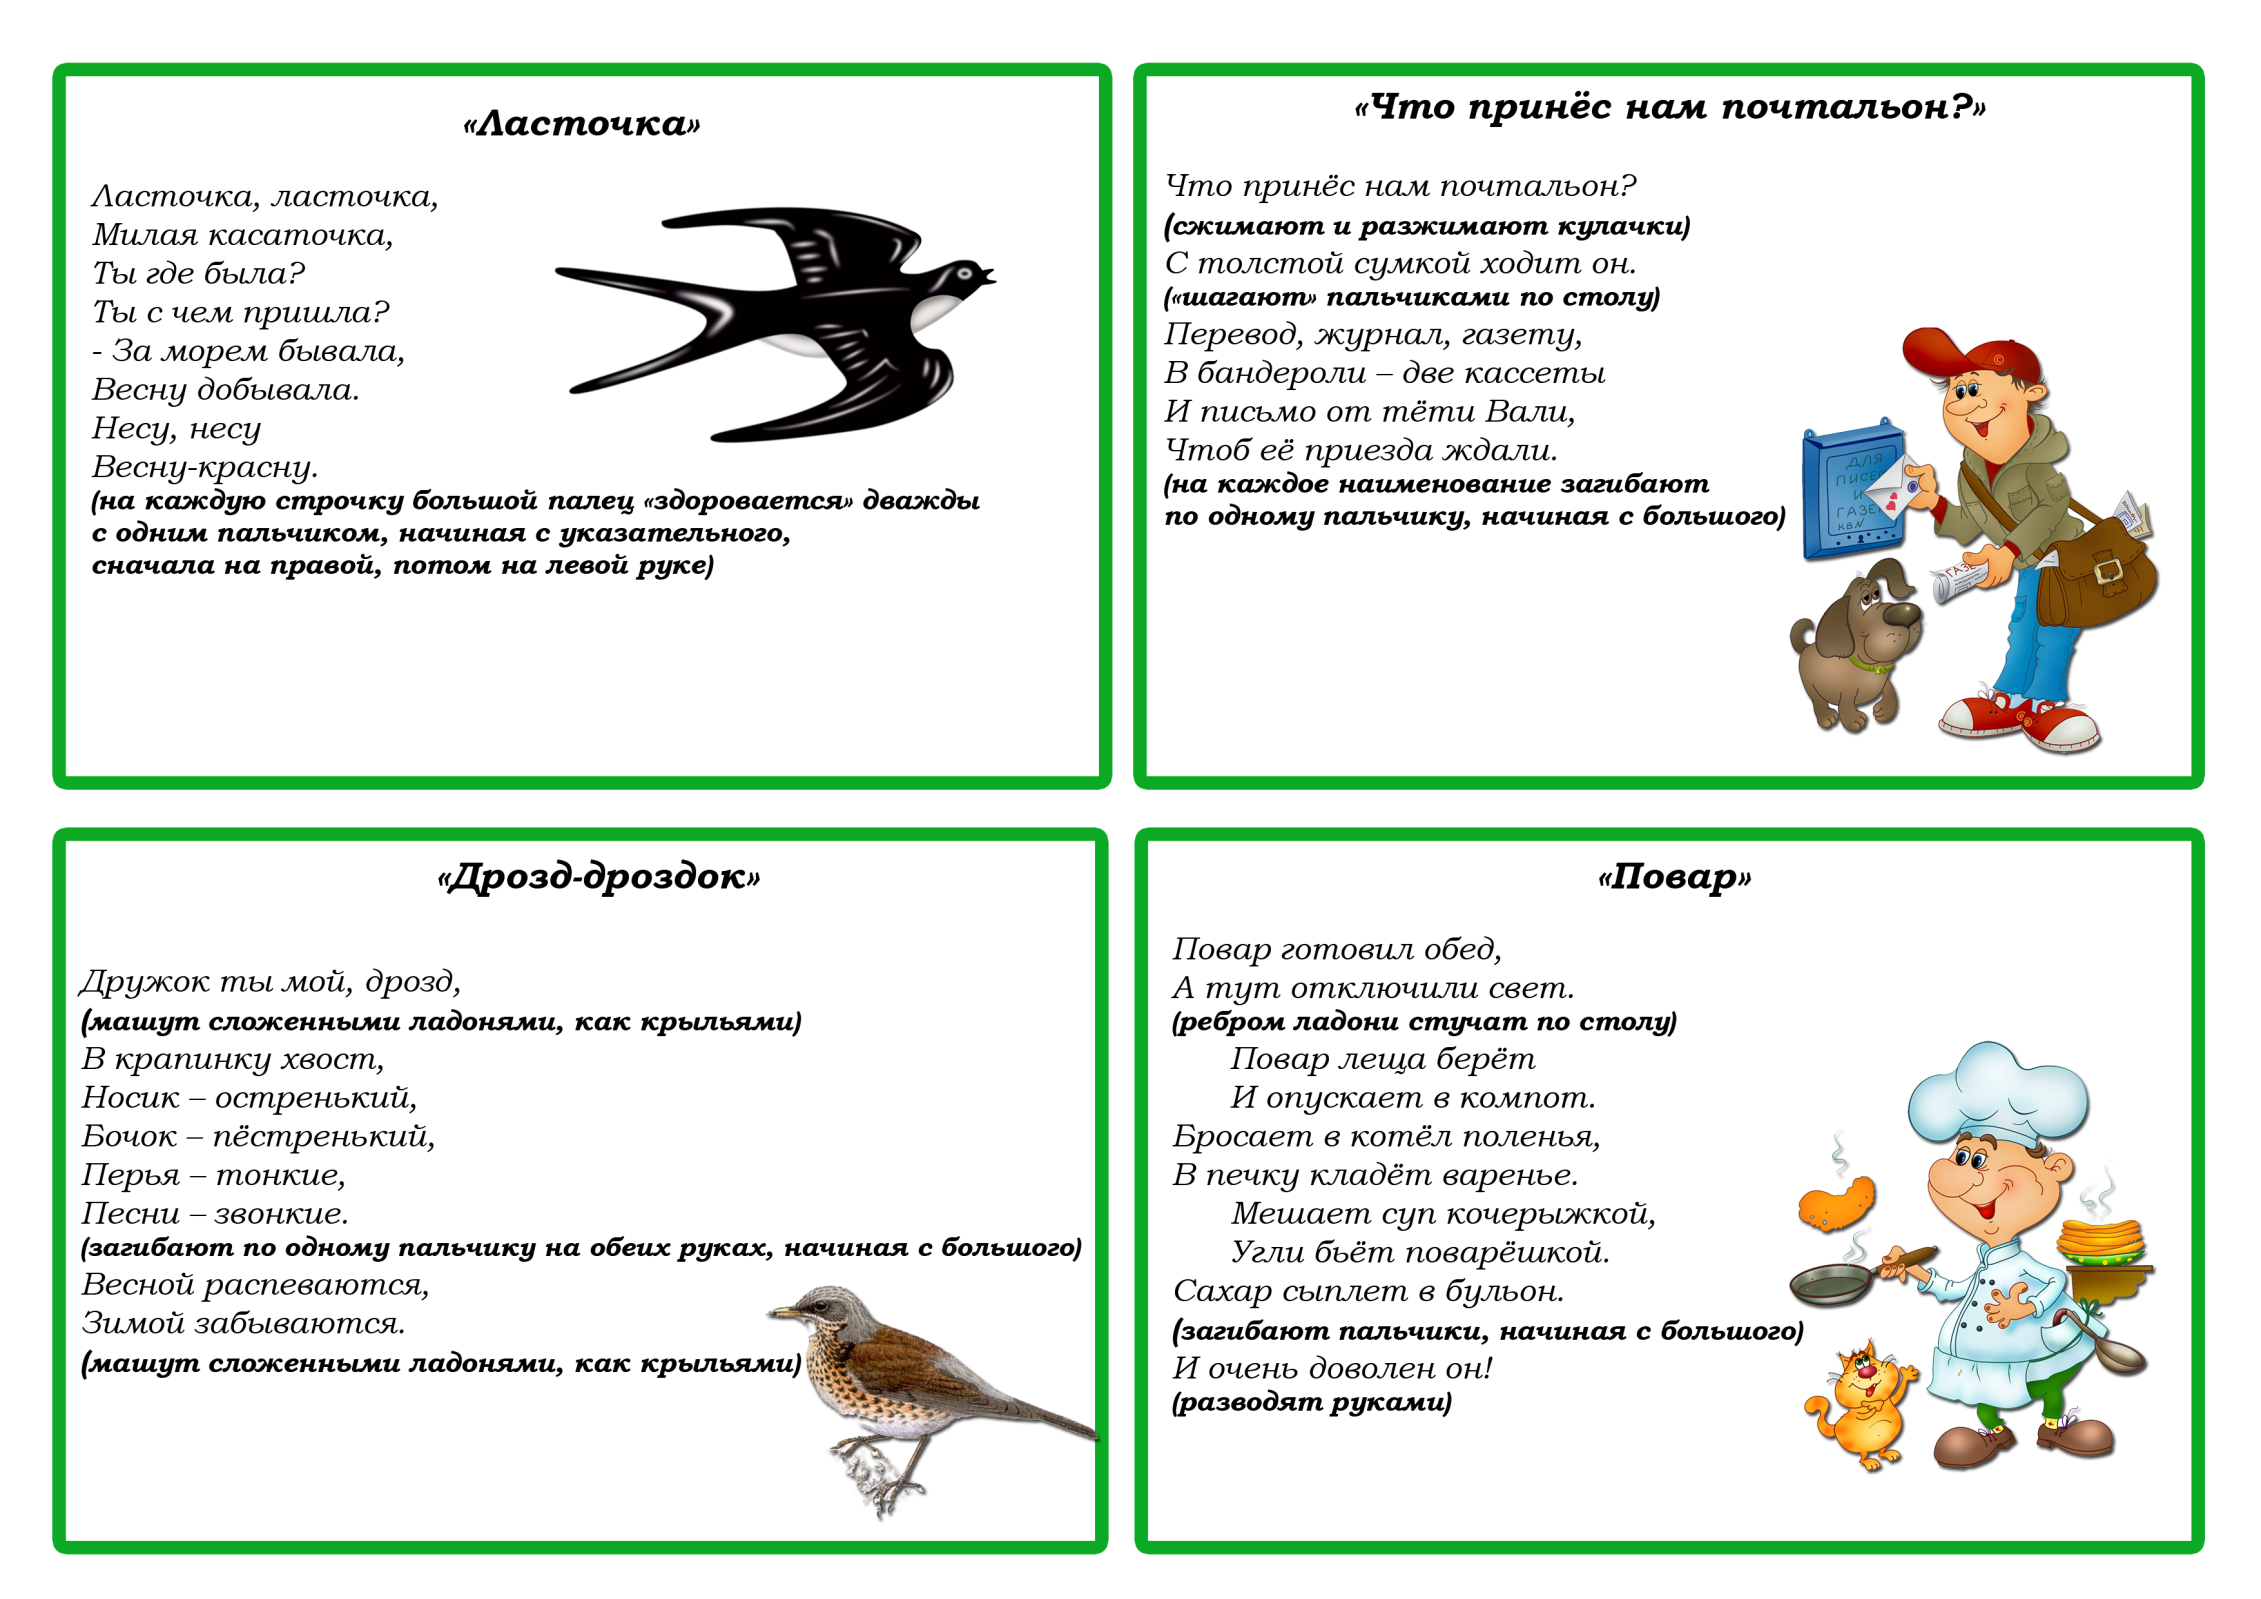 «Ласточка»
Ласточка, ласточка,
Милая касаточка,
Ты где была?
Ты с чем пришла?
- За морем бывала,
Весну добывала.
Несу, несу
Весну-красну.
(на каждую строчку большой палец «здоровается» дважды
с одним пальчиком, начиная с указательного,
сначала на правой, потом на левой руке)
«Что принёс нам почтальон?»
Что принёс нам почтальон?
(сжимают и разжимают кулачки)
С толстой сумкой ходит он.
(«шагают» пальчиками по столу)
Перевод, журнал, газету,
В бандероли – две кассеты
И письмо от тёти Вали,
Чтоб её приезда ждали.
(на каждое наименование загибают
по одному пальчику, начиная с большого)
ДЛЯ
ПИСЕ
И
ГАЗЕ
КВN
ГАЗЕ
«Дрозд-дроздок»
Дружок ты мой, дрозд,
(машут сложенными ладонями, как крыльями)
В крапинку хвост,
Носик – остренький,
Бочок – пёстренький,
Перья – тонкие,
Песни – звонкие.
(загибают по одному пальчику на обеих руках, начиная с большого)
Весной распеваются,
Зимой забываются.
(машут сложенными ладонями, как крыльями)
«Повар»
Повар готовил обед,
А тут отключили свет.
(ребром ладони стучат по столу)
Повар леща берёт
И опускает в компот.
Бросает в котёл поленья,
В печку кладёт варенье.
Мешает суп кочерыжкой,
Угли бьёт поварёшкой.
Сахар сыплет в бульон.
(загибают пальчики, начиная с большого)
И очень доволен он!
(разводят руками)